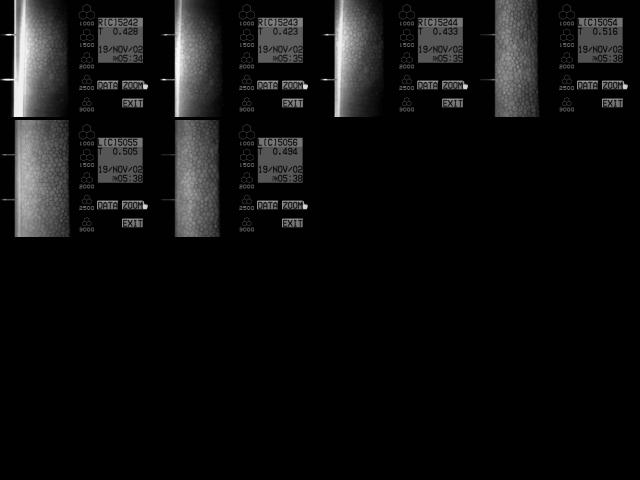 R(C)5242
T 0.428
19/NOV/02
PM05:34
1000
1500
2000
2500
3000
DATA ZOOM
EXIT
R(C)5243
T 0.423
19/NOV/02
PM05:35
1000
1500
2000
2500
3000
DATA ZOOM
EXIT
R(C)5244
T 0.433
19/NOV/02
PM05:35
1000
1500
2000
2500
3000
DATA ZOOM
EXIT
L(C)5054
T 0.516
19/NOV/02
PM05:38
1000
1500
2000
2500
3000
DATA ZOOM
EXIT
L(C)5055
T 0.505
19/NOV/02
PM05:38
1000
1500
2000
2500
3000
DATA ZOOM
EXIT
L(C)5056
T 0.494
19/NOV/02
PM05:38
1000
1500
2000
2500
3000
DATA ZOOM
EXIT